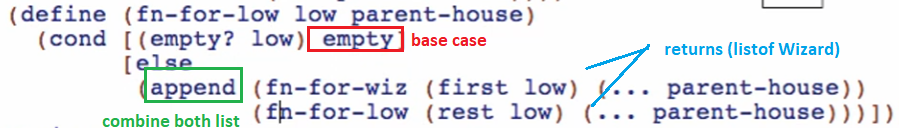 (define (fn-for-low low parent-house)
(cond [(empty? low) empty] base case
[else returns (listof Wizard)
(append (fn-for-wiz (first low) (... parent-house))
(fn-for-low (rest low) (... parent-house)))])
combine both list